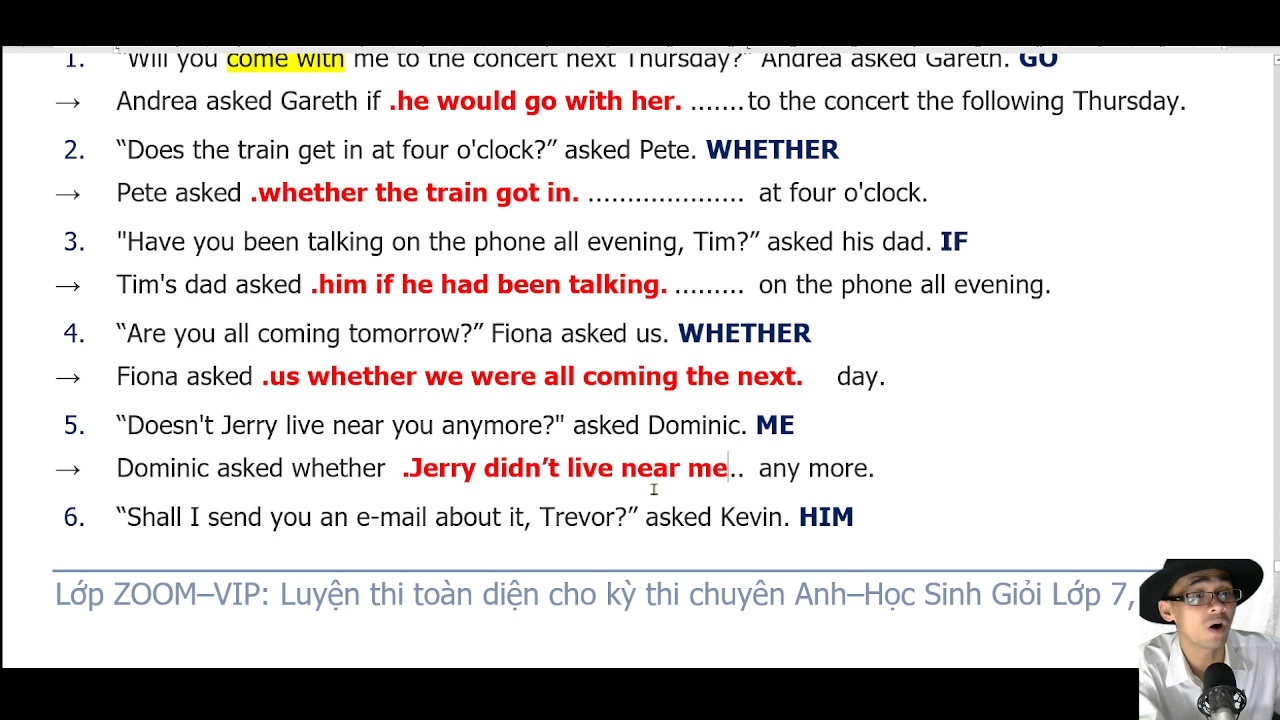 1. "Will you come with me to the concert next Thursday?" Andrea asked Gareth. GO
→ Andrea asked Gareth if .he would go with her. .......to the concert the following Thursday.
2. “Does the train get in at four o'clock?” asked Pete. WHETHER
→ Pete asked .whether the train got in. .................... at four o'clock.
3. "Have you been talking on the phone all evening, Tim?” asked his dad. IF
→ Tim's dad asked .him if he had been talking. ......... on the phone all evening.
4. “Are you all coming tomorrow?” Fiona asked us. WHETHER
→ Fiona asked .us whether we were all coming the next. day.
5. “Doesn't Jerry live near you anymore?" asked Dominic. ME
→ Dominic asked whether .Jerry didn’t live near me.. any more.
6. “Shall I send you an e-mail about it, Trevor?” asked Kevin. HIM
Lớp ZOOM–VIP: Luyện thi toàn diện cho kỳ thi chuyên Anh–Học Sinh Giỏi Lớp 7,